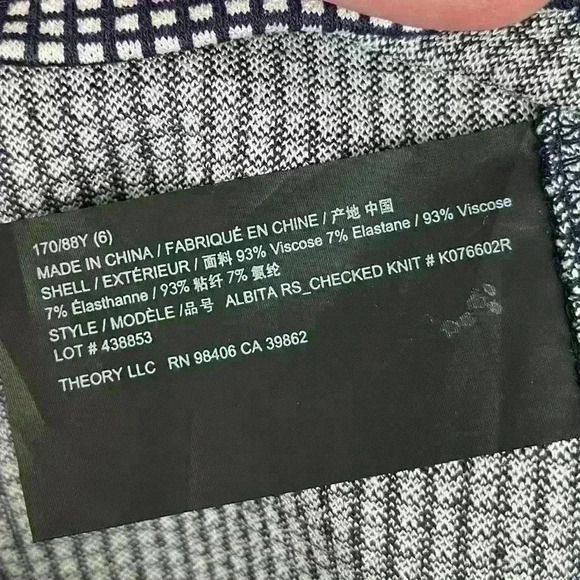 170/88Y (6)
MADE IN CHINA / FABRIQUÉ EN CHINE / 产地 中国
SHELL / EXTÉRIEUR / 面料 93% Viscose 7% Elastane / 93% Viscose
7% Élasthanne / 93% 粘纤 7% 氨纶
STYLE / MODÈLE / 品号 ALBITA RS_CHECKED KNIT # K076602R
LOT # 438853
THEORY LLC RN 98406 CA 39862